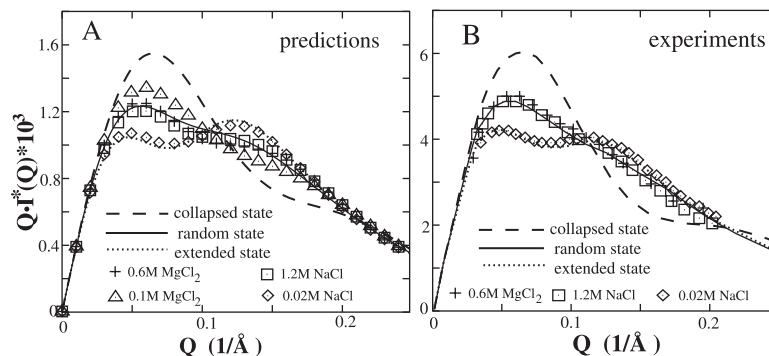 A
predictions
1.6
1.2
0.8
0.4
0
Q·I*(Q)*10³
collapsed state
random state
extended state
0.6M MgCl₂
1.2M NaCl
0.1M MgCl₂
0.02M NaCl
0
0.1
0.2
Q (1/Å)
B
experiments
6
4
2
0
collapsed state
random state
extended state
0.6M MgCl₂
1.2M NaCl
0.02M NaCl
0
0.1
0.2
Q (1/Å)